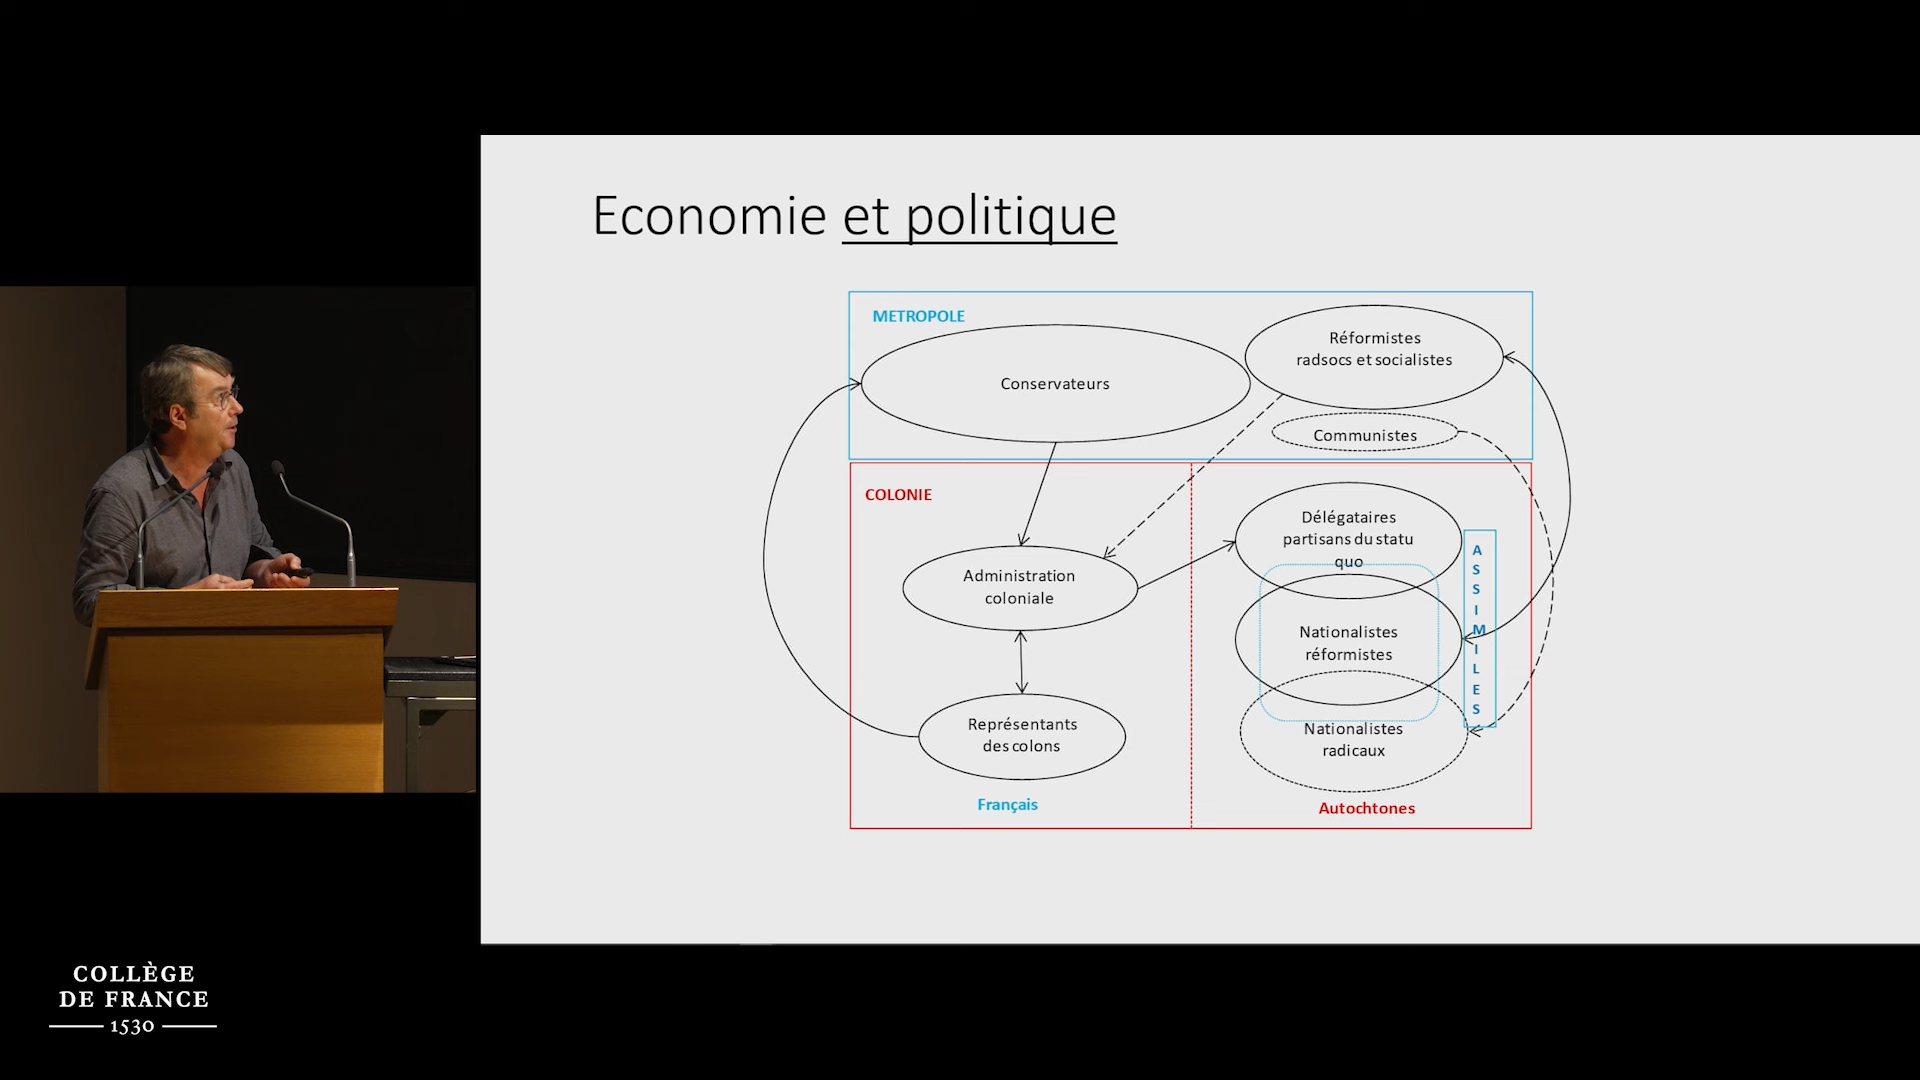 Economie et politique
METROPOLE
Conservateurs
Réformistes
radsocs et socialistes
Communistes
COLONIE
Administration
coloniale
Représentants
des colons
Français
Délégataires
partisans du statu
quo
Nationalistes
réformistes
Nationalistes
radicaux
ASSIMILES
Autochtones
COLLÈGE
DE FRANCE
1530